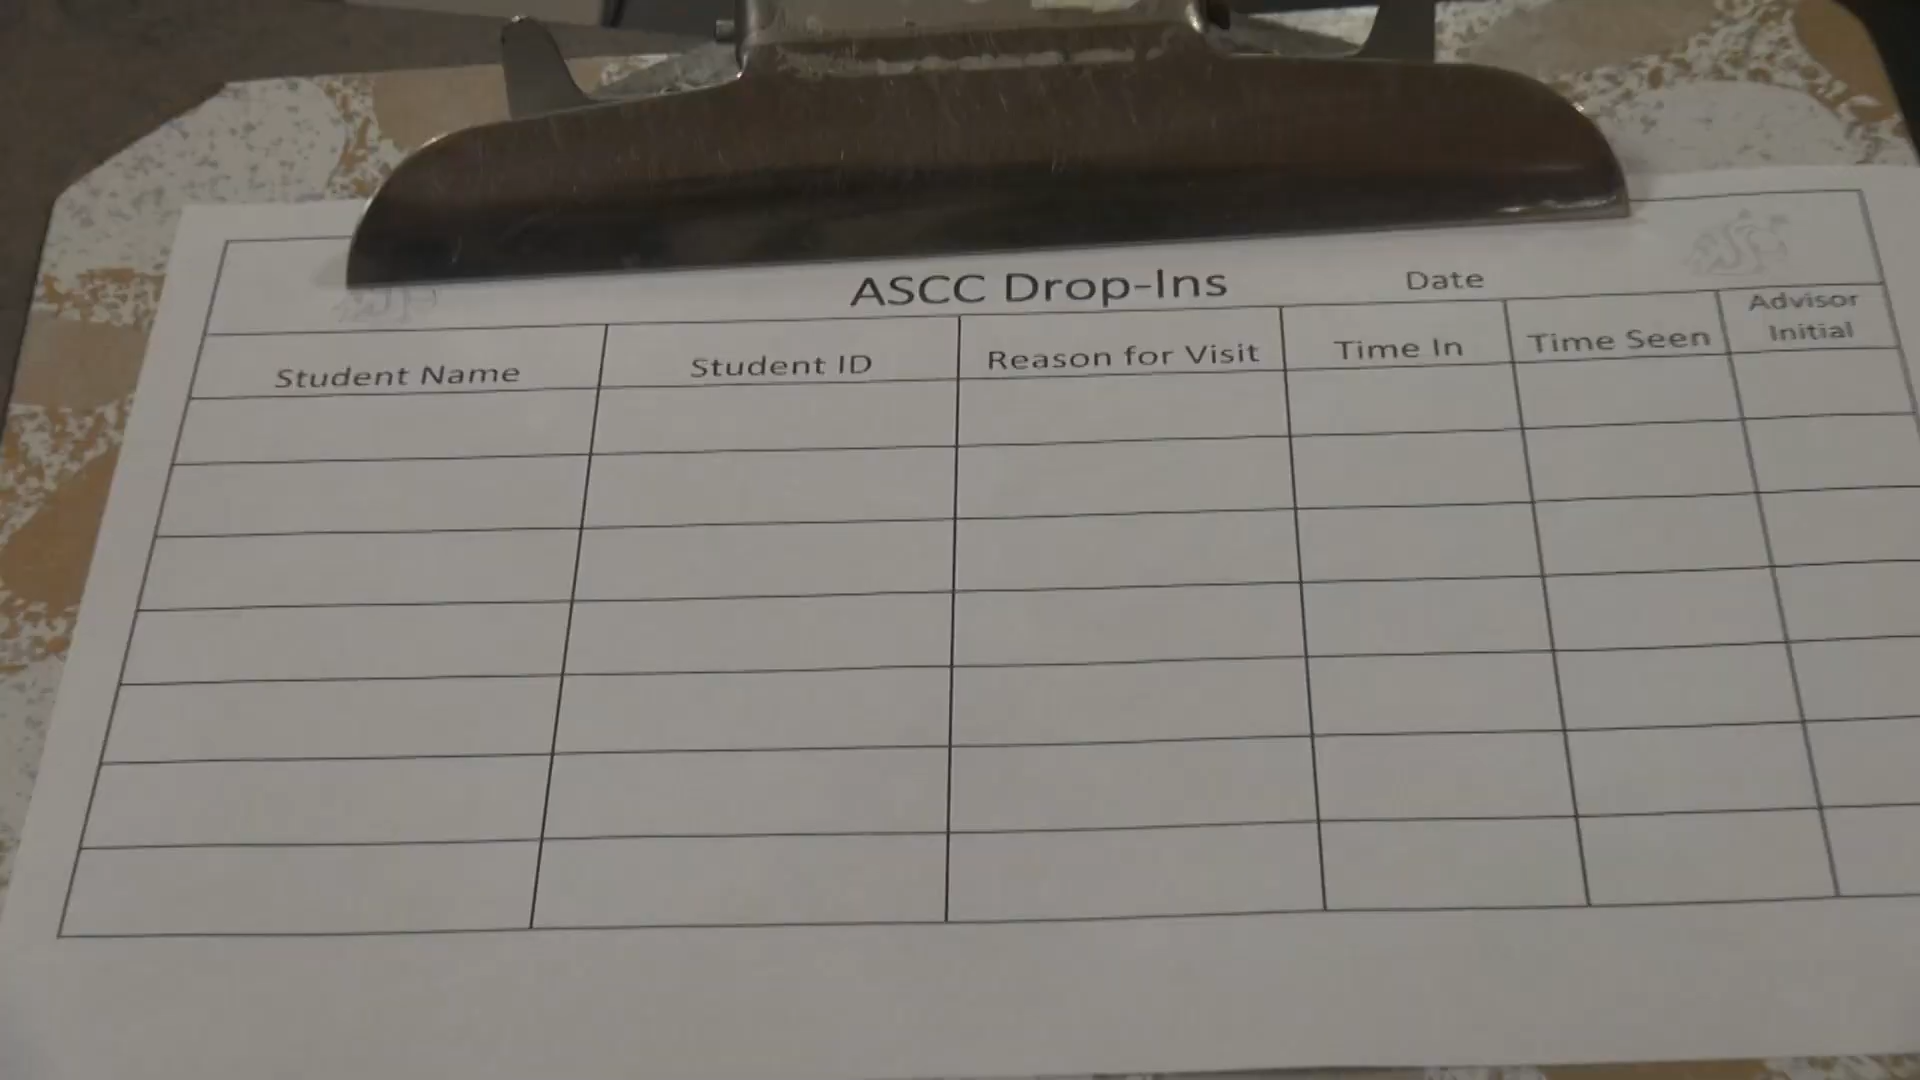 ASCC Drop-Ins Date
Student Name Student ID Reason for Visit Time In Time Seen Advisor Initial